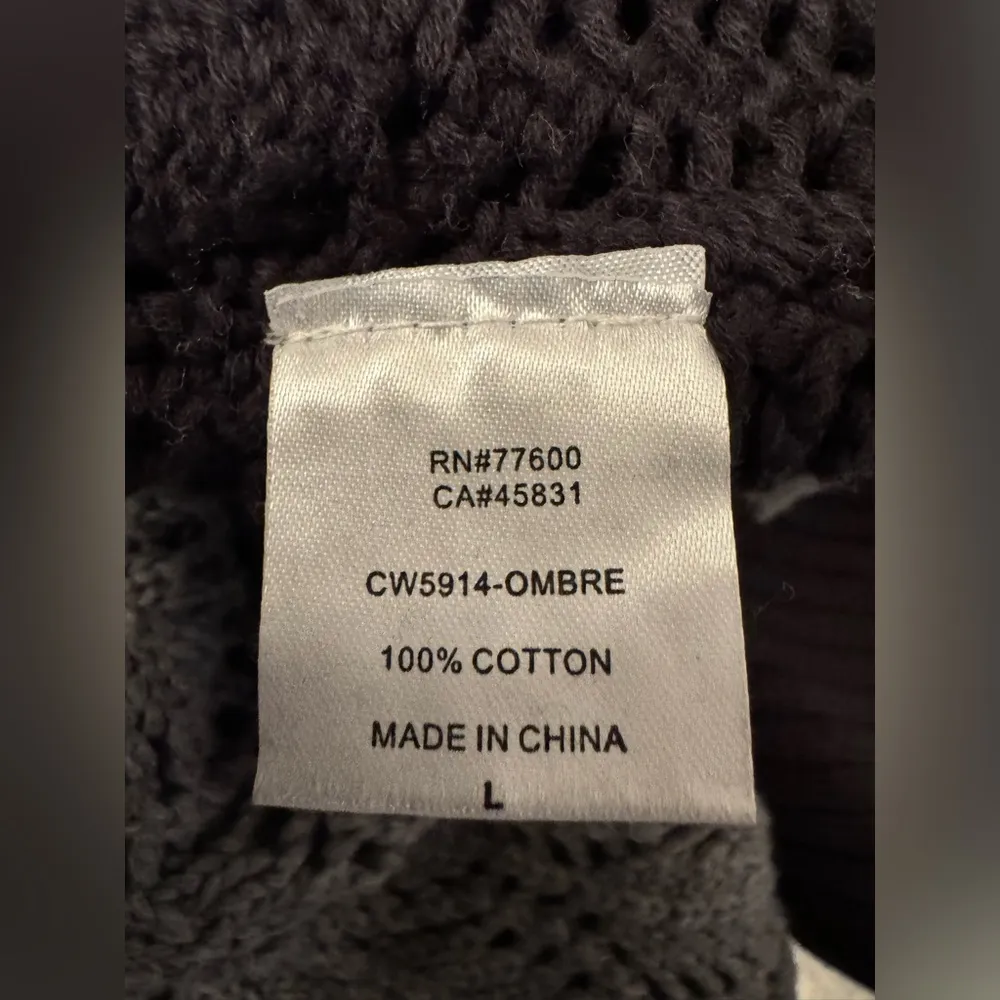 RN#77600
CA#45831
CW5914-OMBRE
100% COTTON
MADE IN CHINA
L